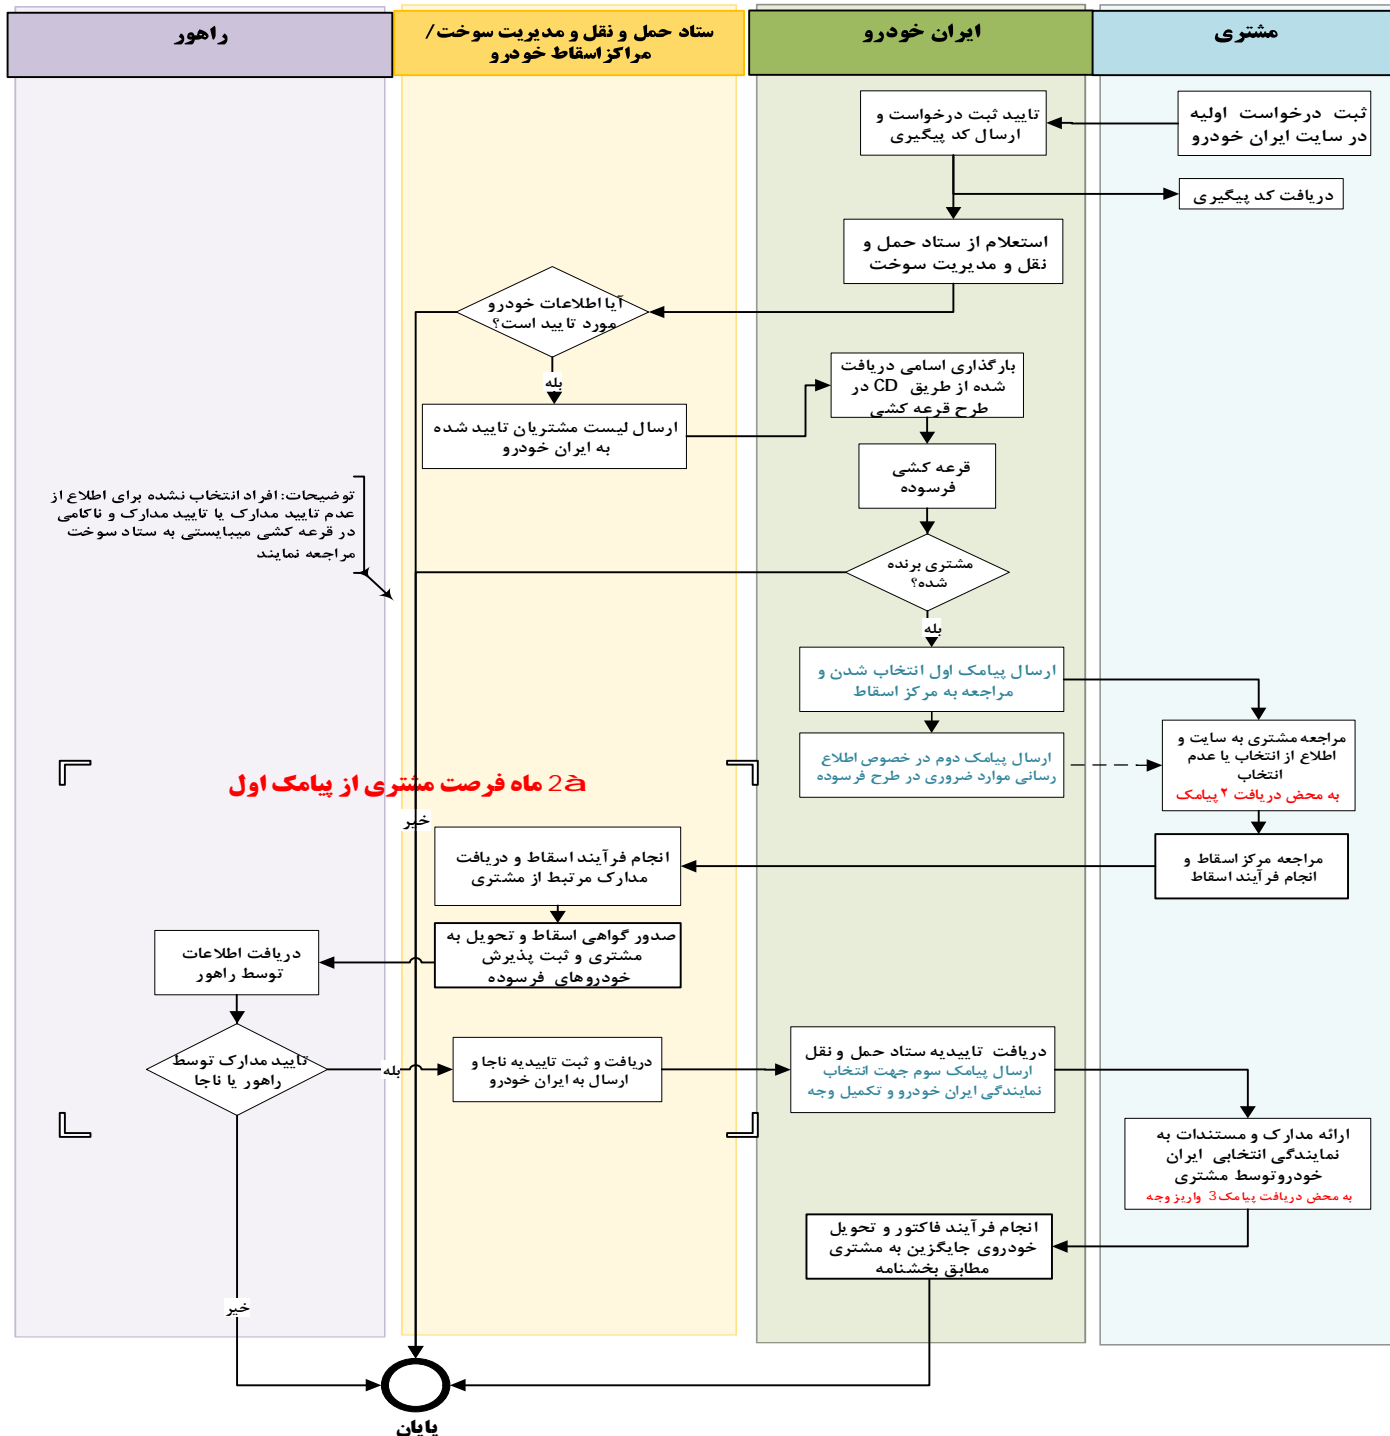 مشتری
ایران خودرو
ستاد حمل و نقل و مدیریت سوخت/
مراکز اسقاط خودرو
راهور
ثبت درخواست اولیه
در سایت ایران خودرو
تایید ثبت درخواست و
ارسال کد پیگیری
دریافت کد پیگیری
استعلام از ستاد حمل و
نقل و مدیریت سوخت
آیا اطلاعات خودرو
مورد تایید است؟
بله
ارسال لیست مشتریان تایید شده
به ایران خودرو
بارگذاری اسامی دریافت
شده از طریق CD در
طرح قرعه کشی
قرعه کشی
فرسوده
توضیحات: افراد انتخاب نشده برای اطلاع از
عدم تایید مدارک یا تایید مدارک و ناکامی
در قرعه کشی میبایستی به ستاد سوخت
مراجعه نمایند
مشتری برنده
شده؟
بله
ارسال پیامک اول انتخاب شدن و
مراجعه به مرکز اسقاط
ارسال پیامک دوم در خصوص اطلاع
رسانی موارد ضروری در طرح فرسوده
مراجعه مشتری به سایت و
اطلاع از انتخاب یا عدم
انتخاب
به محض دریافت ۲ پیامک
2à ماه فرصت مشتری از پیامک اول
خیر
مراجعه مرکز اسقاط و
انجام فرآیند اسقاط
انجام فرآیند اسقاط و دریافت
مدارک مرتبط از مشتری
صدور گواهی اسقاط و تحویل به
مشتری و ثبت پذیرش
خودروهای فرسوده
دریافت اطلاعات
توسط راهور
تایید مدارک توسط
راهور یا ناجا
بله
دریافت و ثبت تاییدیه ناجا و
ارسال به ایران خودرو
دریافت تاییدیه ستاد حمل و نقل
ارسال پیامک سوم جهت انتخاب
نمایندگی ایران خودرو و تکمیل وجه
ارائه مدارک و مستندات به
نمایندگی انتخابی ایران
خودروتوسط مشتری
به محض دریافت پیامک3 واریز وجه
انجام فرآیند فاکتور و تحویل
خودروی جایگزین به مشتری
مطابق بخشنامه
خیر
پایان